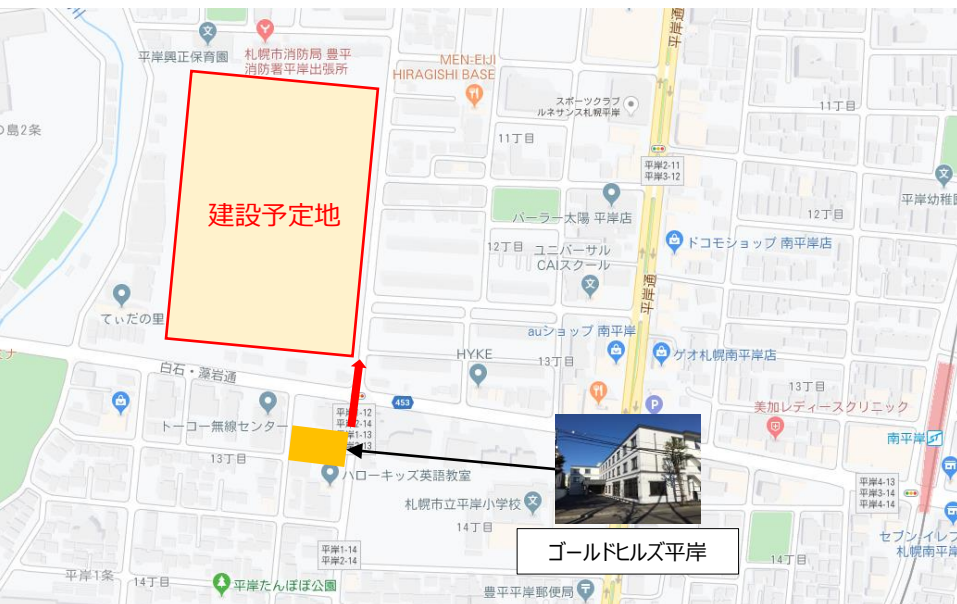 平岸興正保育園
札幌市消防局 豊平
消防署平岸出張所
MEN-EIJI
HIRAGISHI BASE
平岸通
スポーツクラブ
ルネサンス札幌平岸
11丁目
11丁目
の島2条
平岸2-11
平岸3-12
平岸幼稚園
建設予定地
パーラー太陽 平岸店
12丁目
12丁目
ユニバーサル
CAIスクール
ドコモショップ 南平岸店
平岸通
ていだの里
auショップ 南平岸
ゲオ札幌南平岸店
HYKE
13丁目
ミナ
白石・藻岩通
453
13丁目
美加レディースクリニック
トーコー無線センター
-12
-14
平岸1-13
南平岸
ST
13丁目
ハローキッズ英語教室
平岸4-13
平岸3-14
平岸4-14
札幌市立平岸小学校
14丁目
セブン-イレブ
札幌南平岸
平岸1-14
平岸2-14
ゴールドヒルズ平岸
14丁目
平岸1条
14丁目
平岸たんぽぽ公園
豊平平岸郵便局